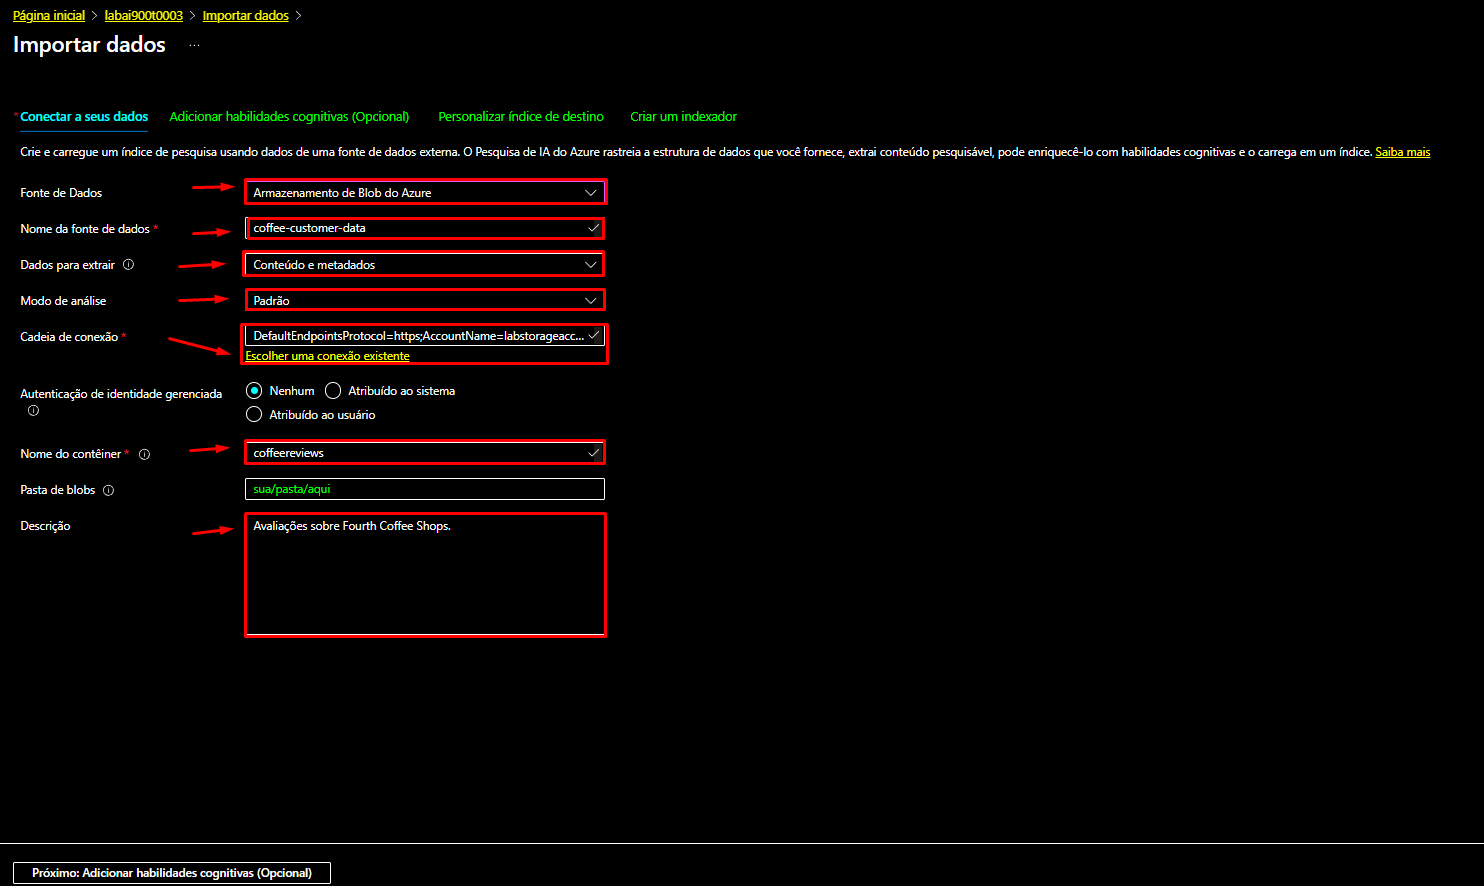 Página inicial > labai900t0003 > Importar dados >
Importar dados ...
* Conectar a seus dados Adicionar habilidades cognitivas (Opcional) Personalizar índice de destino Criar um indexador
Crie e carregue um índice de pesquisa usando dados de uma fonte de dados externa. O Pesquisa de IA do Azure rastreia a estrutura de dados que você fornece, extrai conteúdo pesquisável, pode enriquecê-lo com habilidades cognitivas e o carrega em um índice. Saiba mais
Fonte de Dados Armazenamento de Blob do Azure
Nome da fonte de dados * coffee-customer-data
Dados para extrair Conteúdo e metadados
Modo de análise Padrão
Cadeia de conexão * DefaultEndpointsProtocol=https;AccountName=labstorageacc...
Escolher uma conexão existente
Autenticação de identidade gerenciada Nenhum Atribuído ao sistema
Atribuído ao usuário
Nome do contêiner * coffeereviews
Pasta de blobs sua/pasta/aqui
Descrição Avaliações sobre Fourth Coffee Shops.
Próximo: Adicionar habilidades cognitivas (Opcional)